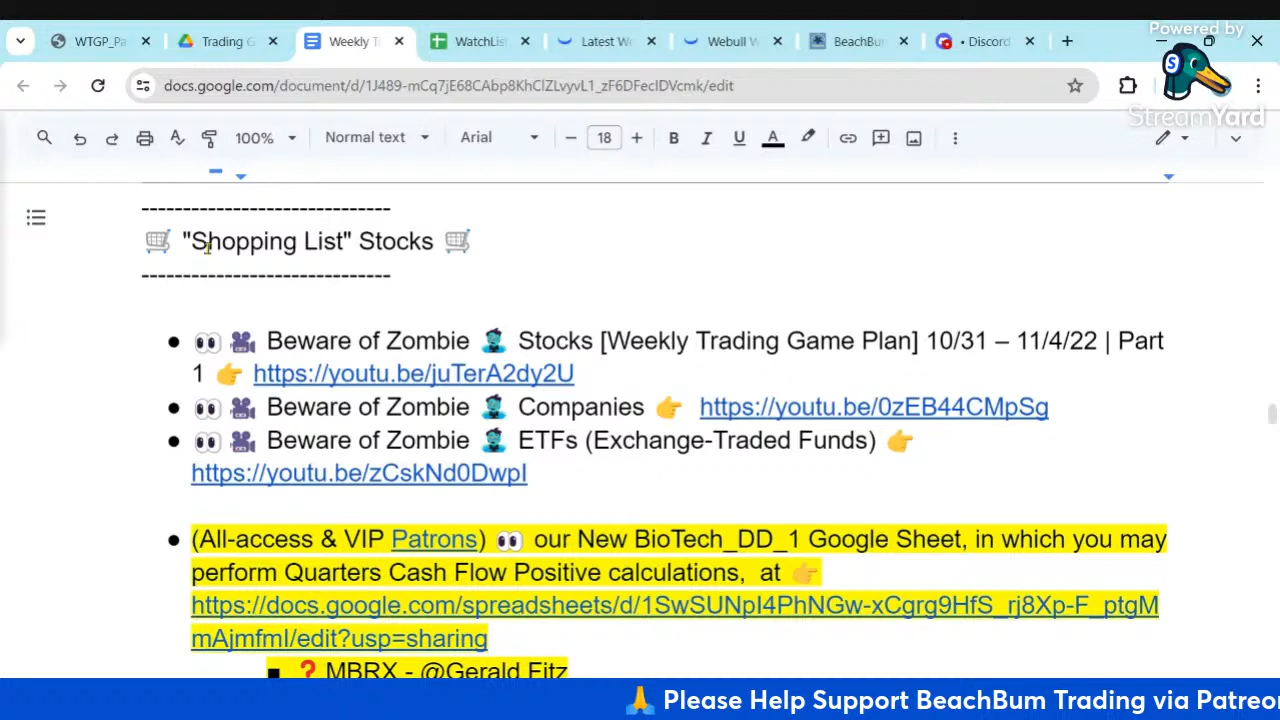 Powered by
StreamYard
WTGP_Pa
Trading G
Weekly T
WatchLis
Latest We
Webull W
BeachBu
• Discord
docs.google.com/document/d/1J489-mCq7jE6RCAbp8KhClZLvyvL1_zF6DFecIDVcmk/edit
100%
Normal text
Arial
18
B I U A
------------------------------
🛒 "Shopping List" Stocks 🛒
------------------------------
● 👀 🎥 Beware of Zombie 🧟 Stocks [Weekly Trading Game Plan] 10/31 – 11/4/22 | Part
1 👉 https://youtu.be/juTerA2dy2U
● 👀 🎥 Beware of Zombie 🧟 Companies 👉 https://youtu.be/0zEB44CMpSg
● 👀 🎥 Beware of Zombie 🧟 ETFs (Exchange-Traded Funds) 👉
https://youtu.be/zCskNd0DwpI
● (All-access & VIP Patrons) 👀 our New BioTech_DD_1 Google Sheet, in which you may
perform Quarters Cash Flow Positive calculations, at 👉
https://docs.google.com/spreadsheets/d/1SwSUNpI4PhNGw-xCgrg9HfS_rj8Xp-F_ptgM
mAjmfmI/edit?usp=sharing
■ ❓ MBRX - @Gerald Fitz
🙏 Please Help Support BeachBum Trading via Patreo